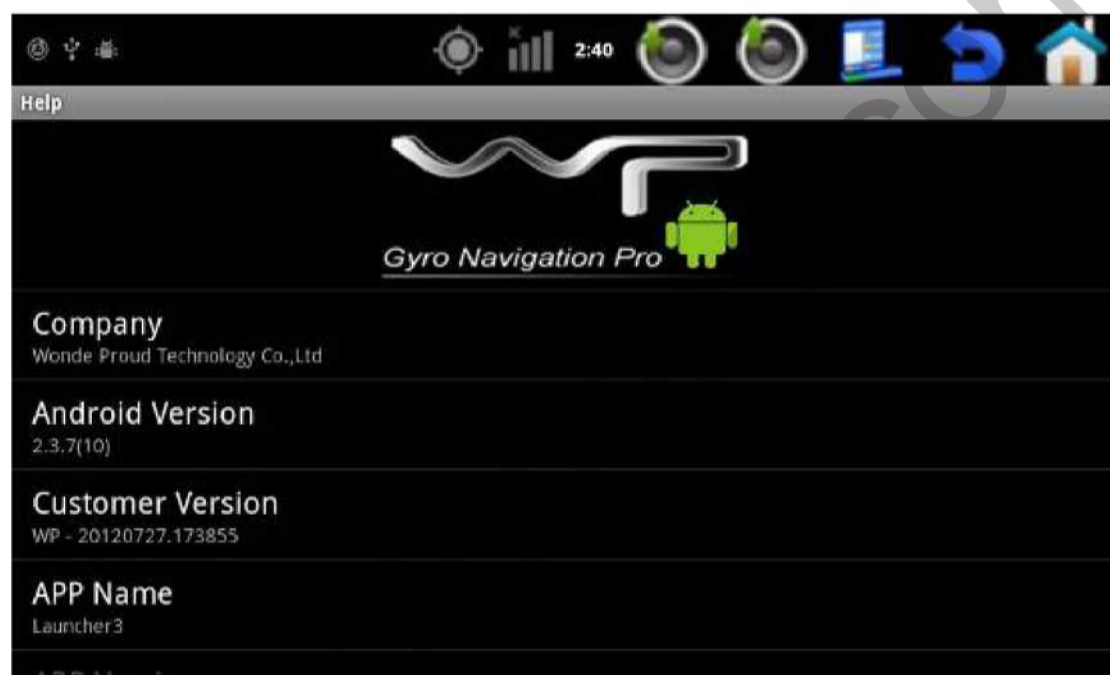 2:40
Help
WP
Gyro Navigation Pro
Company
Wonde Proud Technology Co.,Ltd
Android Version
2.3.7(10)
Customer Version
WP - 20120727.173855
APP Name
Launcher3